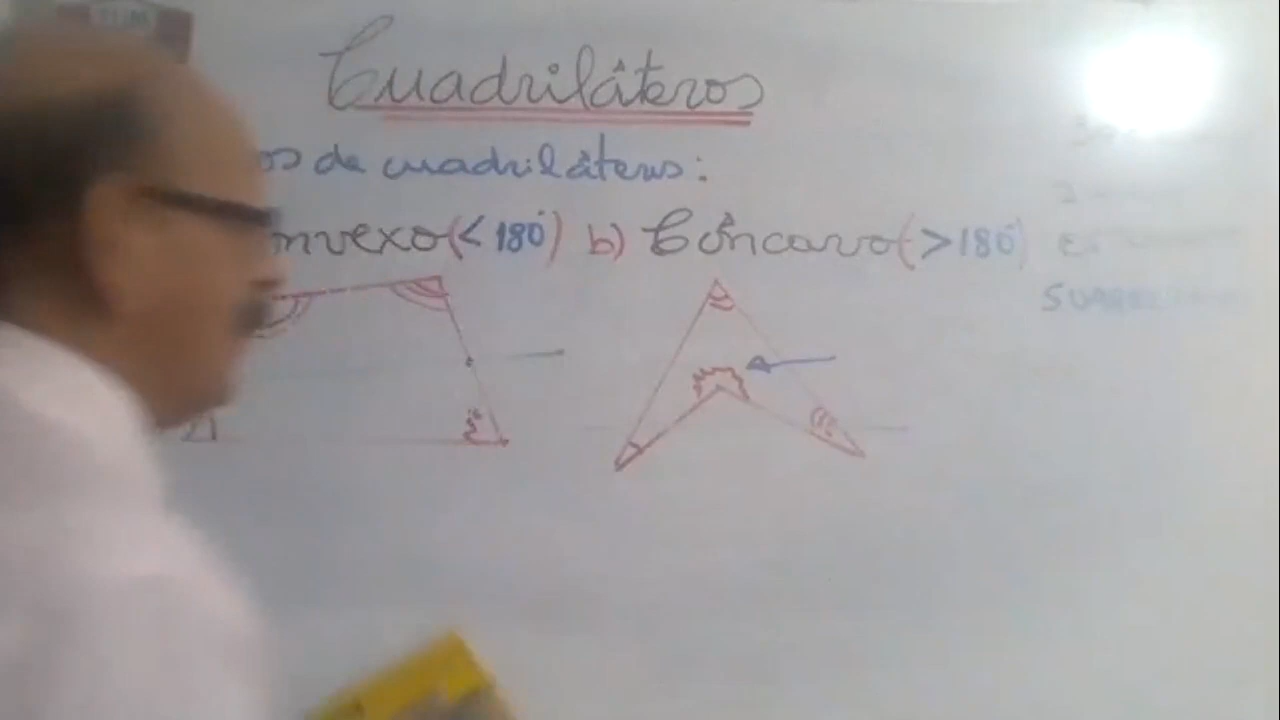 Cuadriláteros
os de cuadriláteros:
nvexo (< 180°) b) Cóncavo (> 180°)